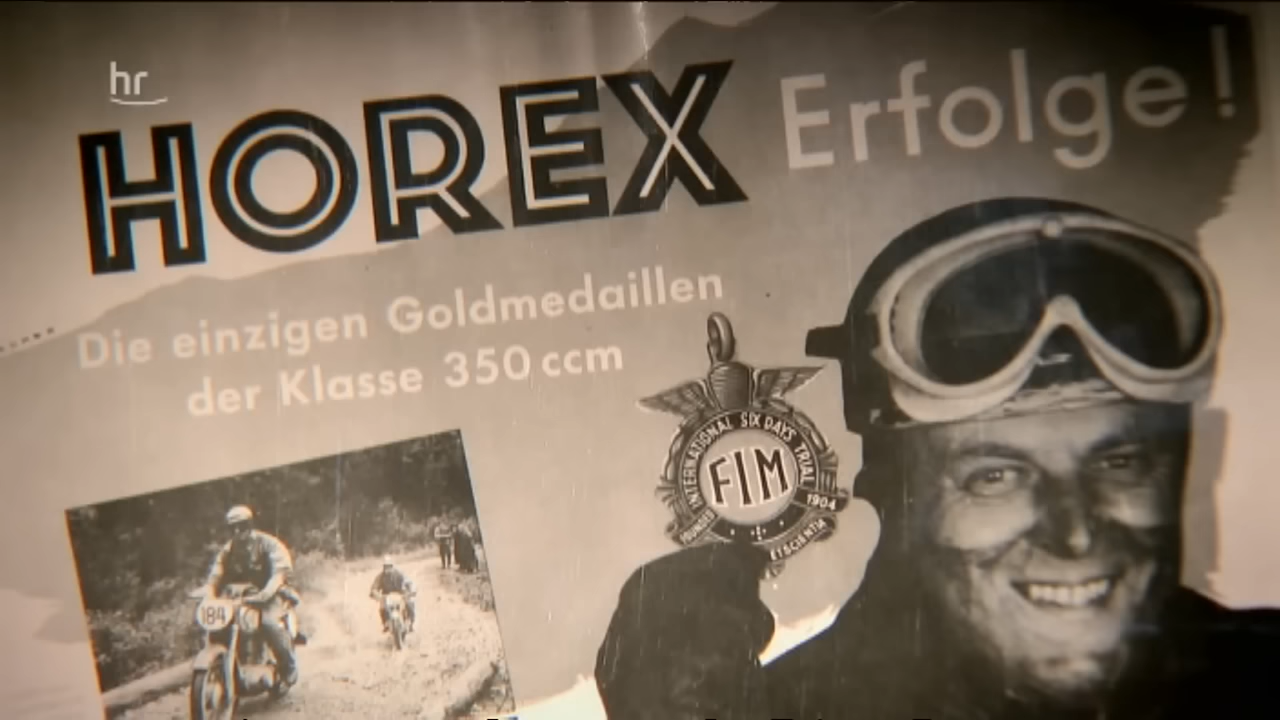 hr
HOREX Erfolge!
Die einzigen Goldmedaillen
der Klasse 350 ccm
INTERNATIONAL SIX DAYS TRIAL
FIM
1904
184